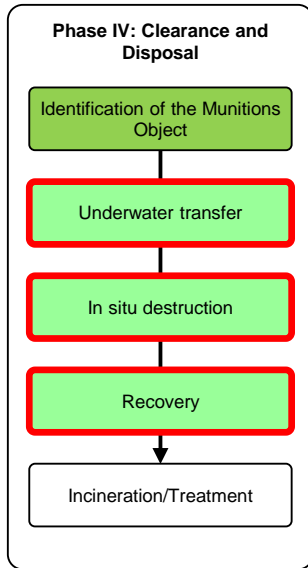 Phase IV: Clearance and
Disposal
Identification of the Munitions
Object
Underwater transfer
In situ destruction
Recovery
Incineration/Treatment